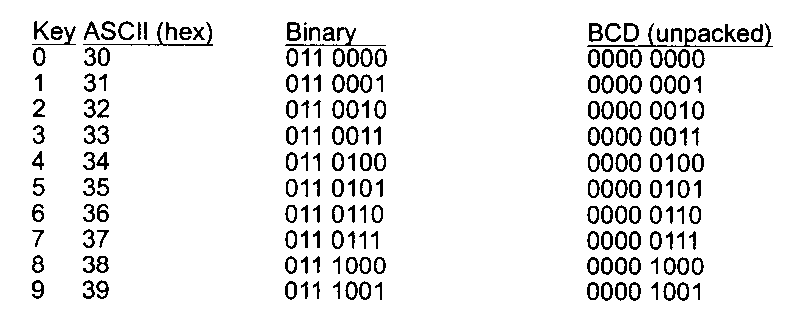 Key ASCII (hex) Binary BCD (unpacked)
0 30 011 0000 0000 0000
1 31 011 0001 0000 0001
2 32 011 0010 0000 0010
3 33 011 0011 0000 0011
4 34 011 0100 0000 0100
5 35 011 0101 0000 0101
6 36 011 0110 0000 0110
7 37 011 0111 0000 0111
8 38 011 1000 0000 1000
9 39 011 1001 0000 1001